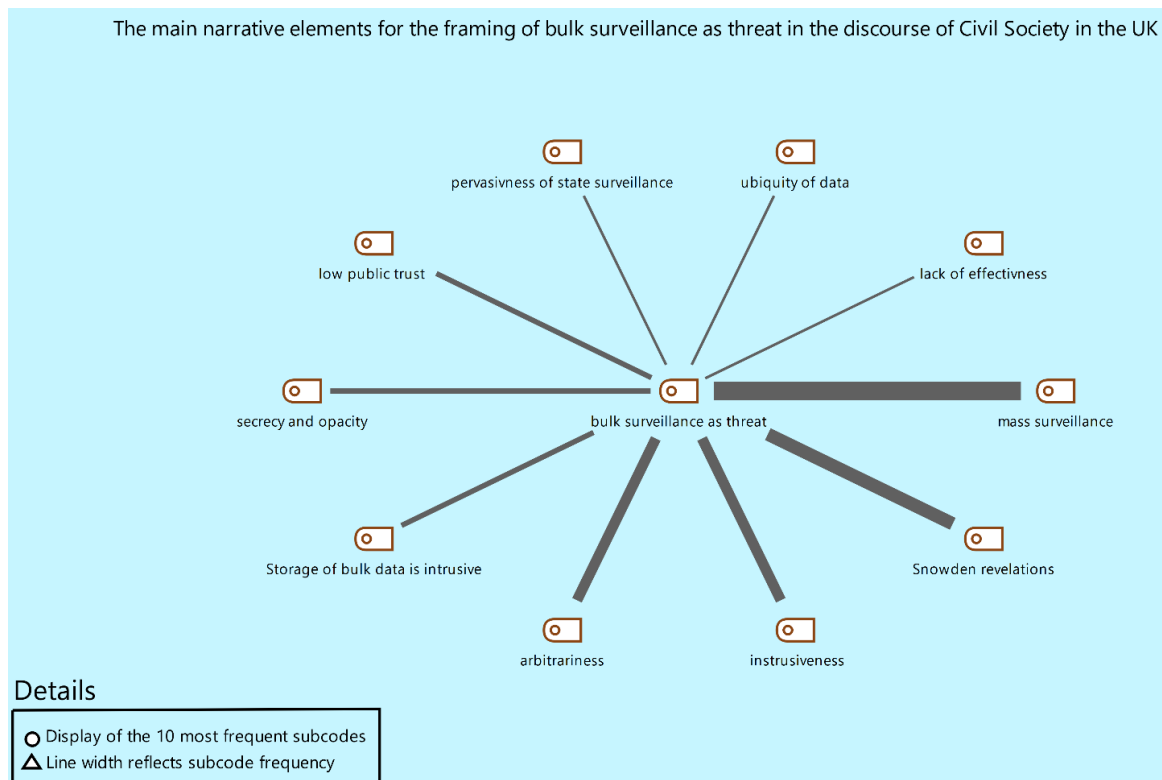 The main narrative elements for the framing of bulk surveillance as threat in the discourse of Civil Society in the UK
pervasivness of state surveillance
ubiquity of data
low public trust
lack of effectivness
secrecy and opacity
bulk surveillance as threat
mass surveillance
Storage of bulk data is intrusive
Snowden revelations
arbitrariness
instrusiveness
Details
Display of the 10 most frequent subcodes
Line width reflects subcode frequency